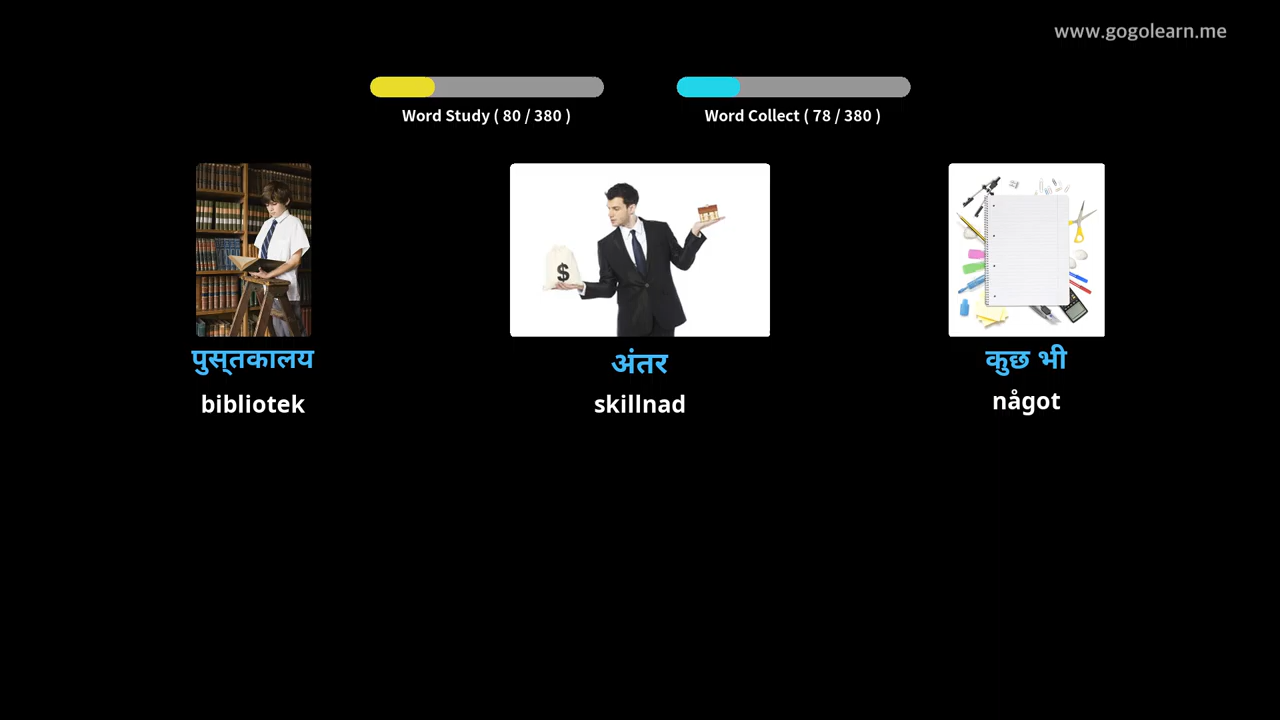 www.gogolearn.me
Word Study ( 80 / 380 )
Word Collect ( 78 / 380 )
पुस्तकालय
अंतर
कुछ भी
bibliotek
skillnad
något
$